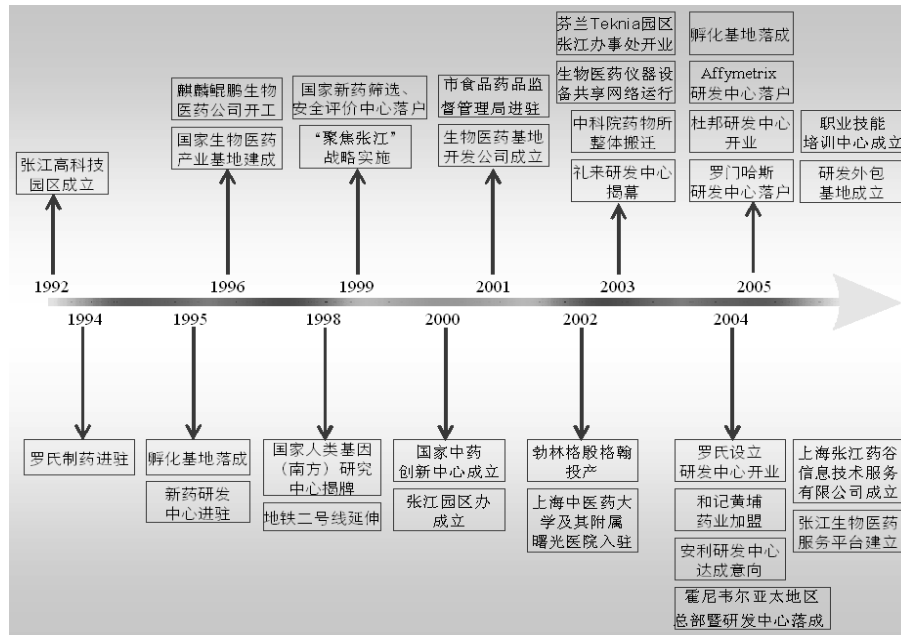 芬兰Teknia园区
张江办事处开业
孵化基地落成
生物医药仪器设
备共享网络运行
Affymetrix
研发中心落户
麒麟鲲鹏生物
医药公司开工
国家新药筛选、
安全评价中心落户
市食品药品监
督管理局进驻
中科院药物所
整体搬迁
杜邦研发中心
开业
职业技能
培训中心成立
张江高科技
园区成立
国家生物医药
产业基地建成
“聚焦张江”
战略实施
生物医药基地
开发公司成立
礼来研发中心
揭幕
罗门哈斯
研发中心落户
研发外包
基地成立
1992
1996
1999
2001
2003
2005
1994
1995
1998
2000
2002
2004
罗氏制药进驻
孵化基地落成
新药研发
中心进驻
国家人类基因
（南方）研究
中心揭牌
地铁二号线延伸
国家中药
创新中心成立
张江园区办
成立
勃林格殷格翰
投产
上海中医药大
学及其附属
曙光医院入驻
罗氏设立
研发中心开业
和记黄埔
药业加盟
安利研发中心
达成意向
霍尼韦尔亚太地区
总部暨研发中心落成
上海张江药谷
信息技术服务
有限公司成立
张江生物医药
服务平台建立